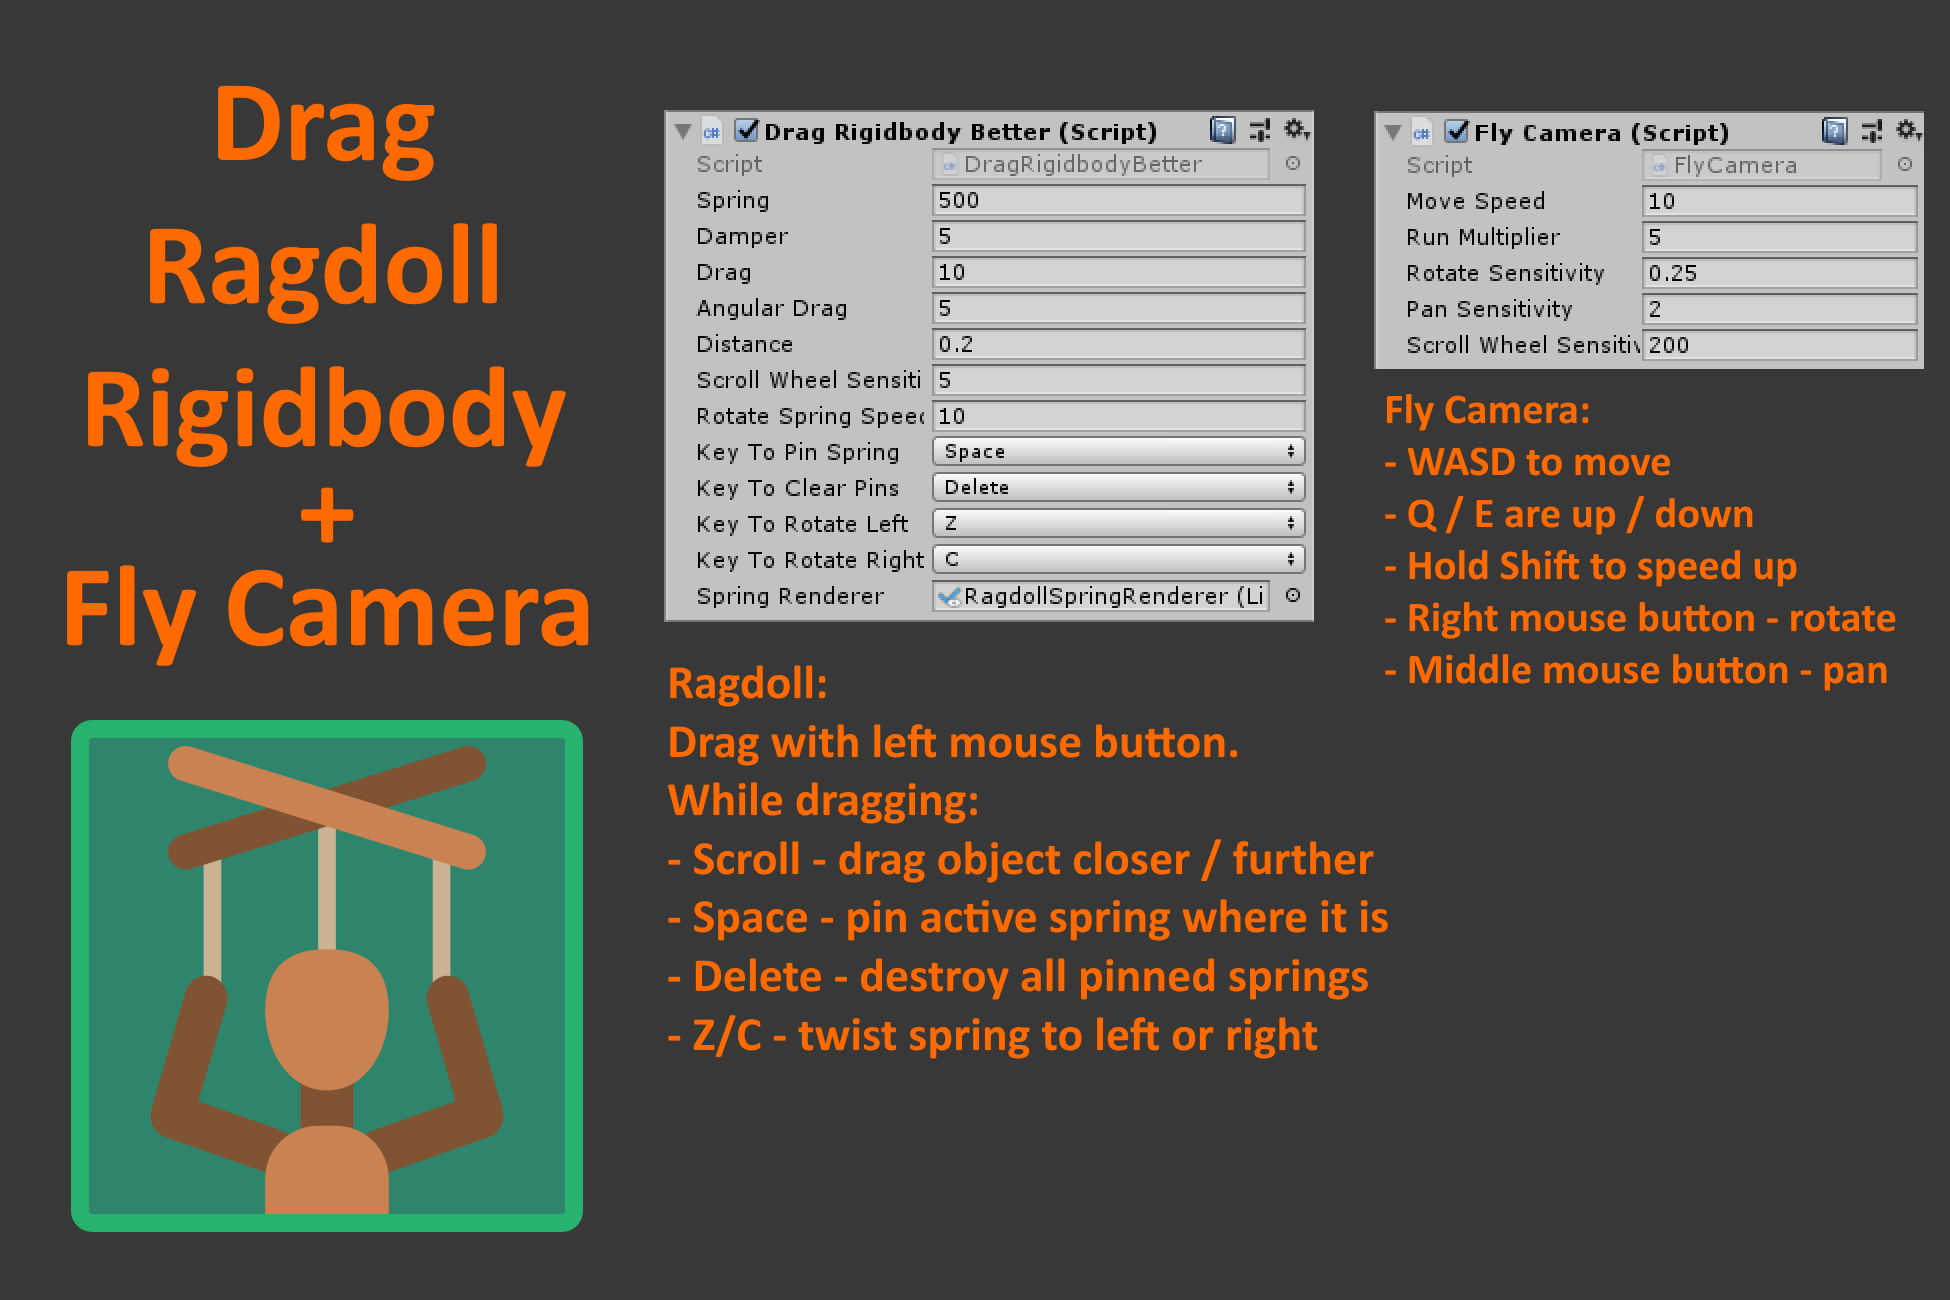 Drag
Ragdoll
Rigidbody
+
Fly Camera
c# Drag Rigidbody Better (Script)
Script DragRigidbodyBetter
Spring 500
Damper 5
Drag 10
Angular Drag 5
Distance 0.2
Scroll Wheel Sensiti 5
Rotate Spring Speed 10
Key To Pin Spring Space
Key To Clear Pins Delete
Key To Rotate Left Z
Key To Rotate Right C
Spring Renderer RagdollSpringRenderer (Li
Ragdoll:
Drag with left mouse button.
While dragging:
- Scroll - drag object closer / further
- Space - pin active spring where it is
- Delete - destroy all pinned springs
- Z/C - twist spring to left or right
c# Fly Camera (Script)
Script FlyCamera
Move Speed 10
Run Multiplier 5
Rotate Sensitivity 0.25
Pan Sensitivity 2
Scroll Wheel Sensitiv 200
Fly Camera:
- WASD to move
- Q / E are up / down
- Hold Shift to speed up
- Right mouse button - rotate
- Middle mouse button - pan